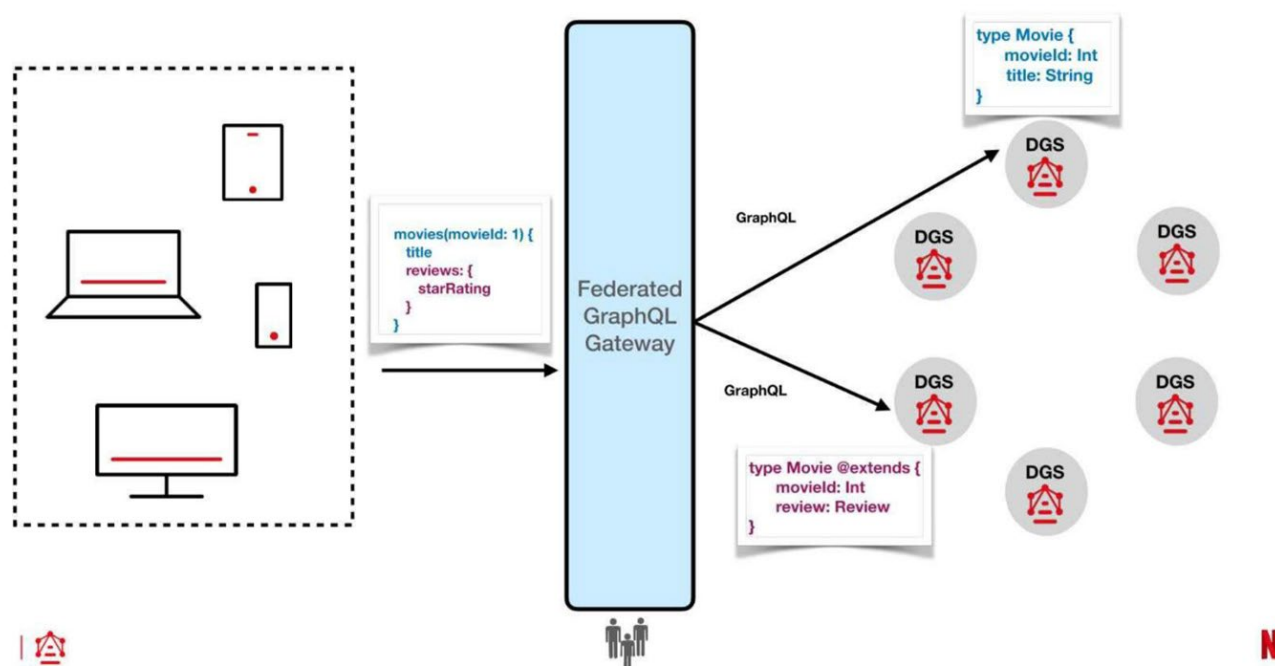 movies(movieId: 1) {
title
reviews: {
starRating
}
}
Federated
GraphQL
Gateway
GraphQL
GraphQL
type Movie {
movieId: Int
title: String
}
DGS
DGS
DGS
DGS
DGS
DGS
type Movie @extends {
movieId: Int
review: Review
}
N